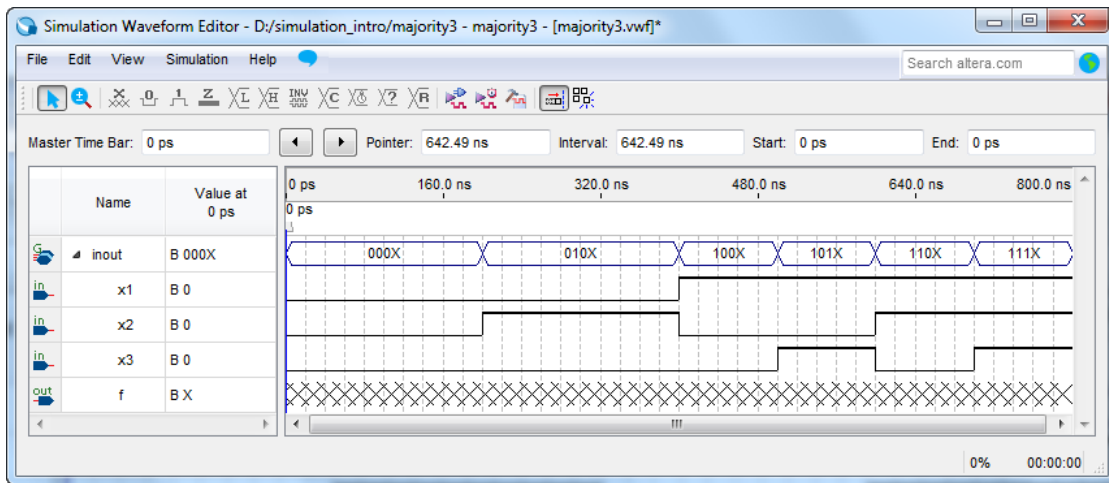 Simulation Waveform Editor - D:/simulation_intro/majority3 - majority3 - [majority3.vwf]*
File Edit View Simulation Help Search altera.com
Master Time Bar: 0 ps Pointer: 642.49 ns Interval: 642.49 ns Start: 0 ps End: 0 ps
Name Value at 0 ps 0 ps 160.0 ns 320.0 ns 480.0 ns 640.0 ns 800.0 ns
0 ps
G inout B 000X 000X 010X 100X 101X 110X 111X
in x1 B 0
in x2 B 0
in x3 B 0
out f B X
0% 00:00:00